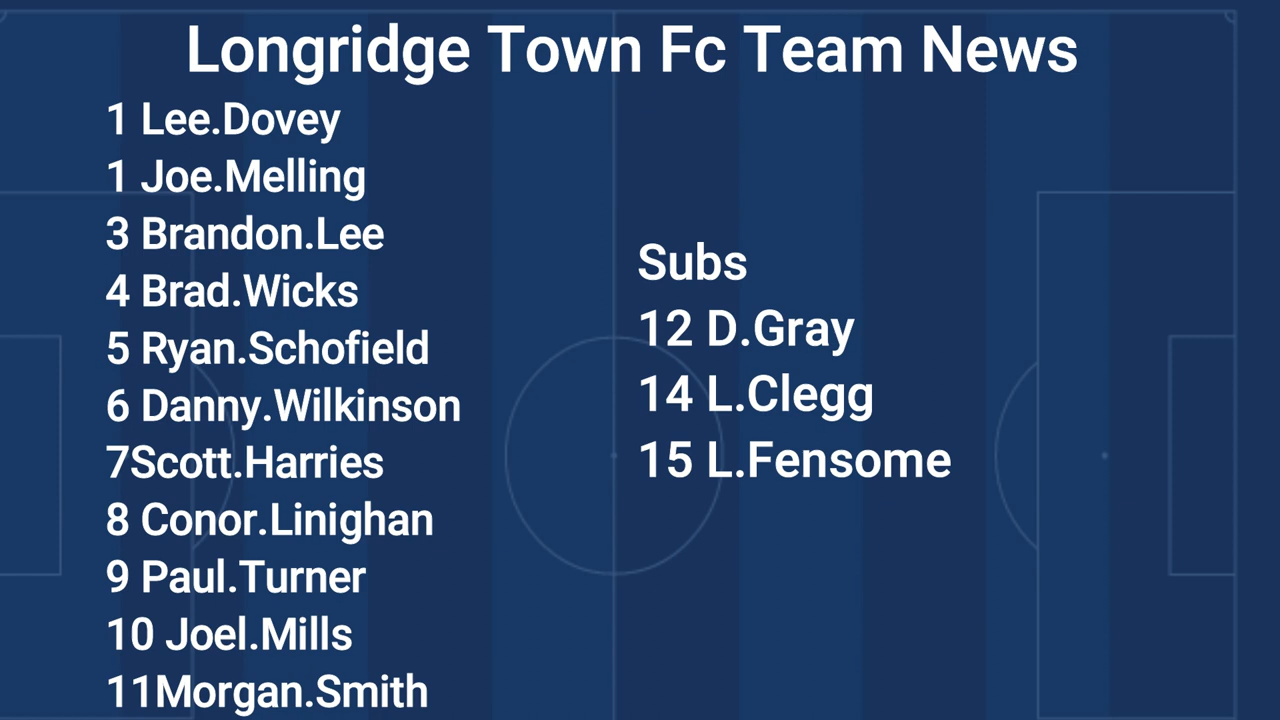 Longridge Town Fc Team News
1 Lee.Dovey
1 Joe.Melling
3 Brandon.Lee
4 Brad.Wicks
5 Ryan.Schofield
6 Danny.Wilkinson
7Scott.Harries
8 Conor.Linighan
9 Paul.Turner
10 Joel.Mills
11Morgan.Smith
Subs
12 D.Gray
14 L.Clegg
15 L.Fensome